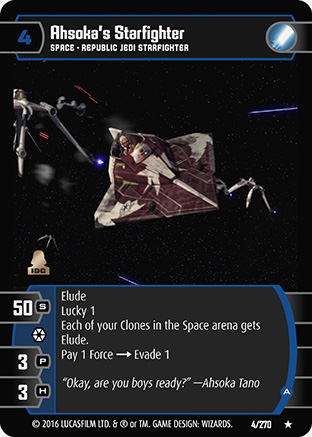 4 Ahsoka's Starfighter
SPACE - REPUBLIC JEDI STARFIGHTER
IDC
50 S
Elude
Lucky 1
Each of your Clones in the Space arena gets
Elude.
3 P
Pay 1 Force → Evade 1
3 H
“Okay, are you boys ready?” —Ahsoka Tano
A
© 2016 LUCASFILM LTD. & ® or TM. GAME DESIGN: WIZARDS. 4/270 ★